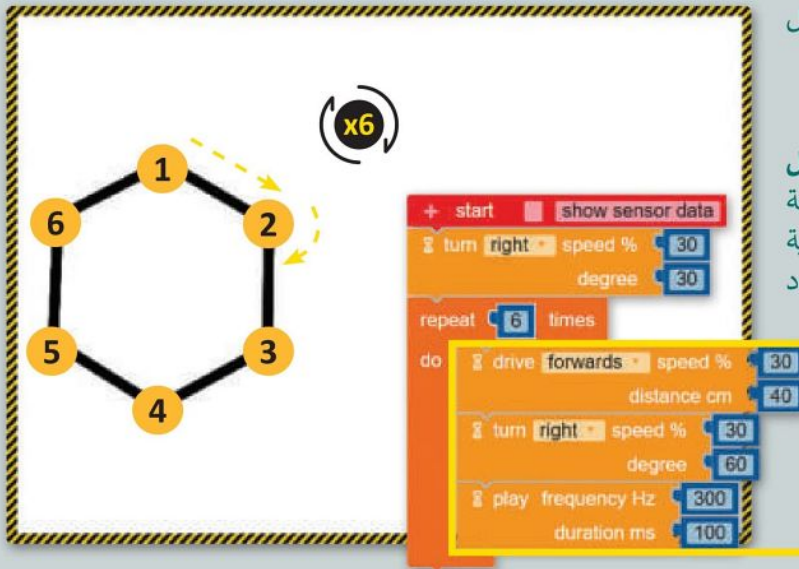 x6
1
2
3
4
5
6
+ start show sensor data
turn right speed % 30
degree 30
repeat 6 times
do drive forwards speed % 30
distance cm 40
turn right speed % 30
degree 60
play frequency Hz 300
duration ms 100